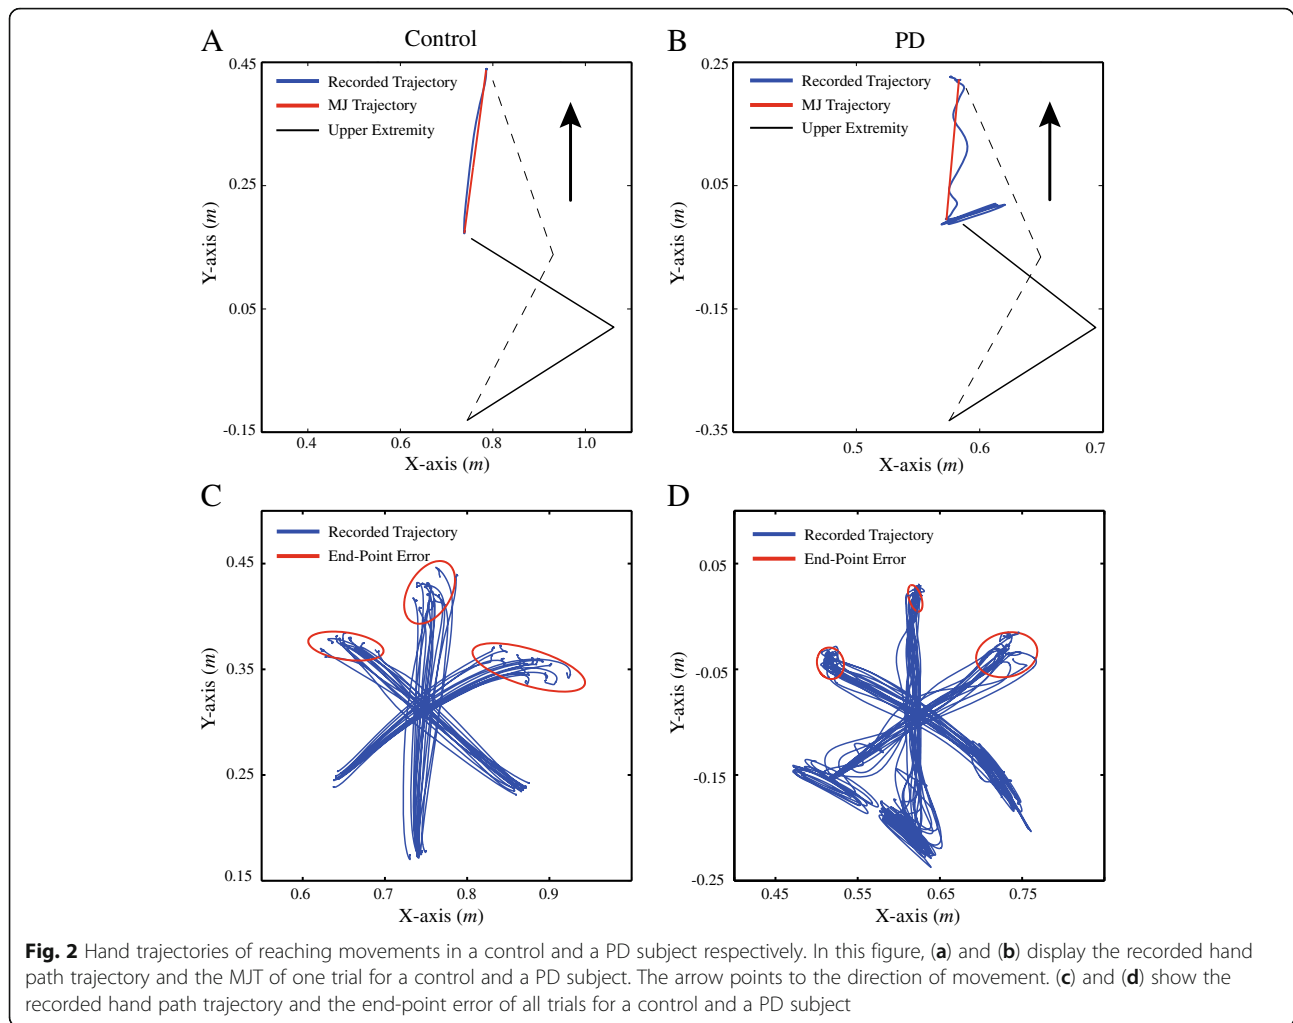 A
Control
B
PD
Recorded Trajectory
MJ Trajectory
Upper Extremity
0.45
0.25
0.05
-0.15
Y-axis (m)
0.4 0.6 0.8 1.0
X-axis (m)
Recorded Trajectory
MJ Trajectory
Upper Extremity
0.25
0.05
-0.15
-0.35
Y-axis (m)
0.5 0.6 0.7
X-axis (m)
C
Recorded Trajectory
End-Point Error
0.45
0.35
0.25
0.15
Y-axis (m)
0.6 0.7 0.8 0.9
X-axis (m)
D
Recorded Trajectory
End-Point Error
0.05
-0.05
-0.15
-0.25
Y-axis (m)
0.45 0.55 0.65 0.75
X-axis (m)
Fig. 2 Hand trajectories of reaching movements in a control and a PD subject respectively. In this figure, (a) and (b) display the recorded hand
path trajectory and the MJT of one trial for a control and a PD subject. The arrow points to the direction of movement. (c) and (d) show the
recorded hand path trajectory and the end-point error of all trials for a control and a PD subject